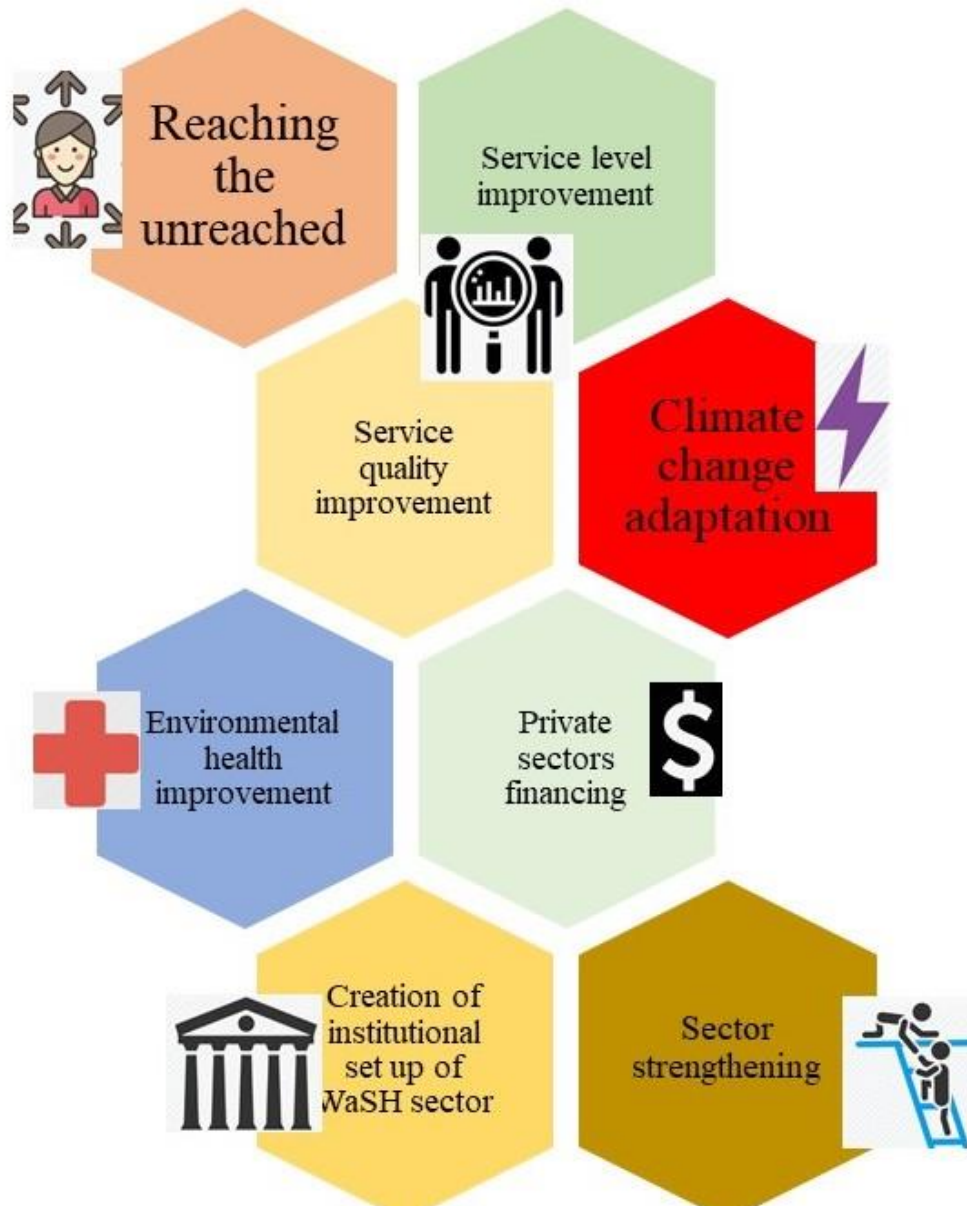 Reaching
the
unreached
Service level
improvement
Service
quality
improvement
Climate
change
adaptation
Environmental
health
improvement
Private
sectors
financing
Creation of
institutional
set up of
WaSH sector
Sector
strengthening
$